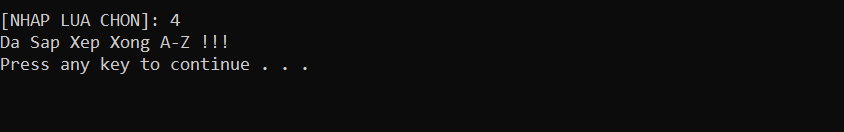 [NHAP LUA CHON]: 4
Da Sap Xep Xong A-Z !!!
Press any key to continue . . .